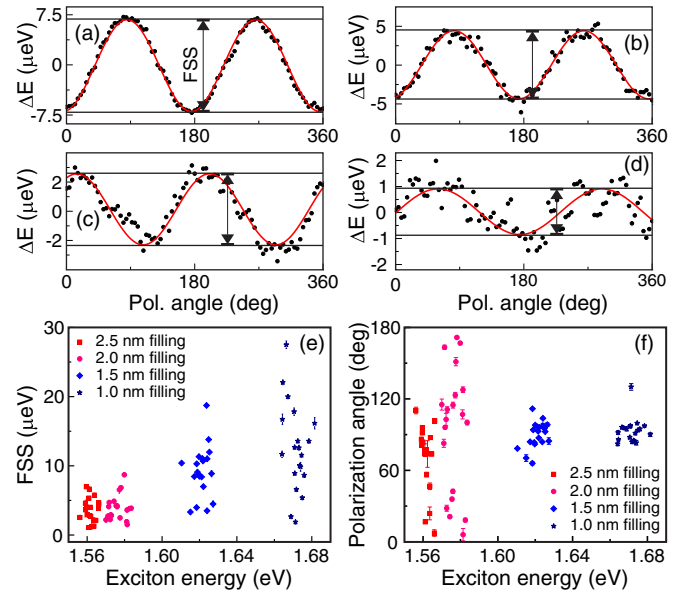 7.5
0
-7.5
ΔE (μeV)
(a)
FSS
0
180
360
5
0
-5
ΔE (μeV)
(b)
0
180
360
2
0
-2
ΔE (μeV)
(c)
0
180
360
Pol. angle (deg)
2
1
0
-1
-2
ΔE (μeV)
(d)
0
180
360
Pol. angle (deg)
30
20
10
0
FSS (μeV)
2.5 nm filling
2.0 nm filling
1.5 nm filling
1.0 nm filling
(e)
1.56
1.60
1.64
1.68
Exciton energy (eV)
180
120
60
0
Polarization angle (deg)
(f)
2.5 nm filling
2.0 nm filling
1.5 nm filling
1.0 nm filling
1.56
1.60
1.64
1.68
Exciton energy (eV)